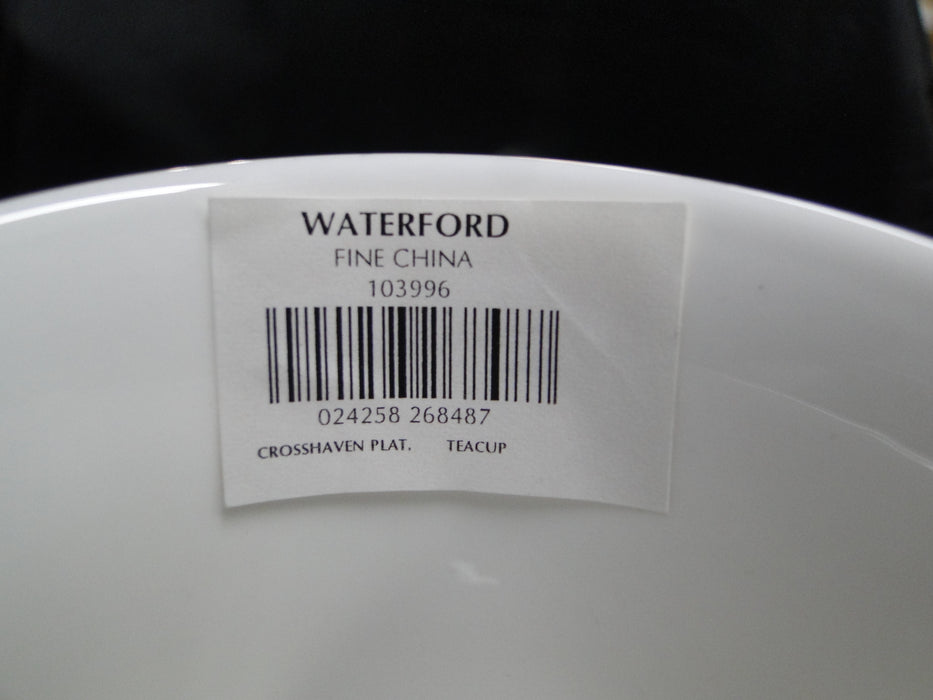 WATERFORD
FINE CHINA
103996
024258 268487
CROSSHAVEN PLAT. TEACUP